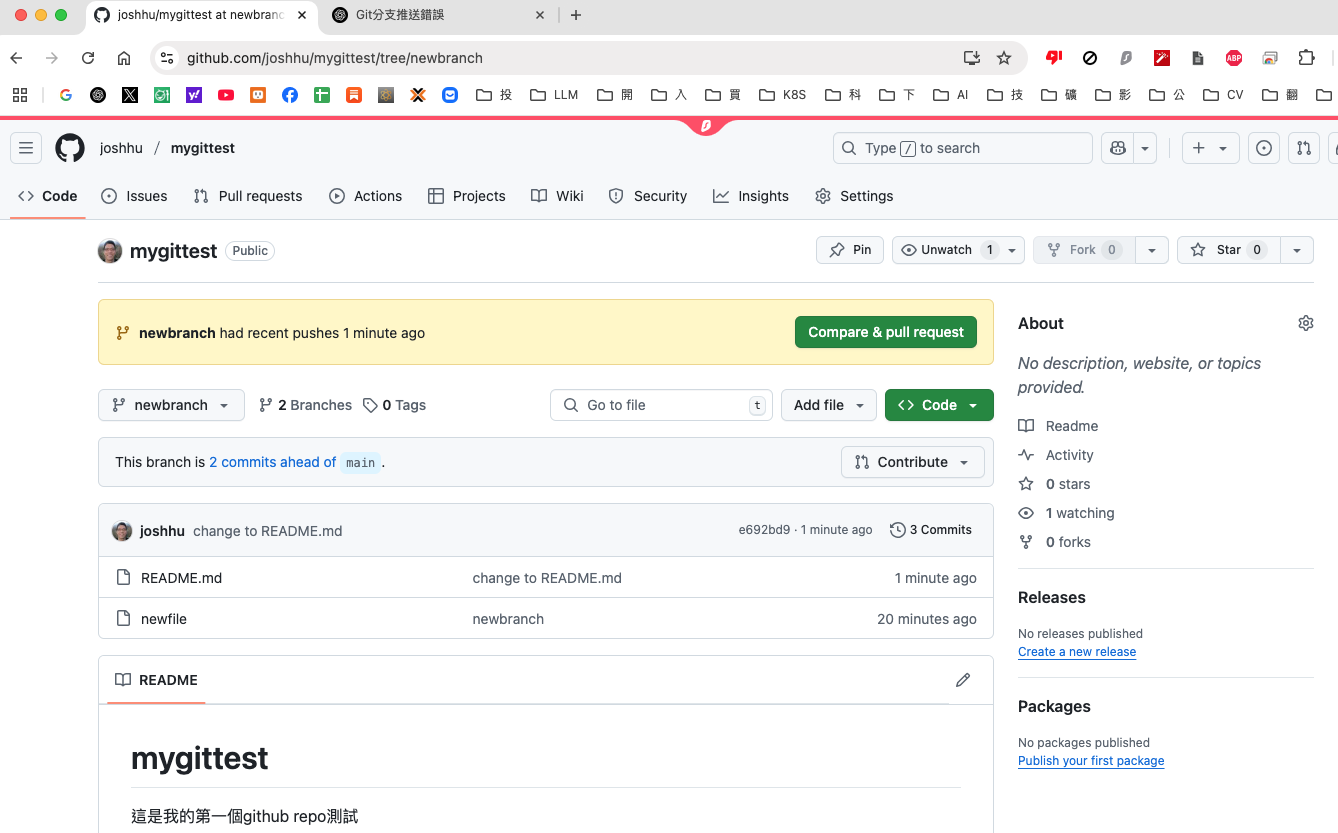 joshhu/mygittest at newbranc
Git分支推送錯誤
github.com/joshhu/mygittest/tree/newbranch
ABP
投 LLM 開 入 買 K8S 科 下 AI 技 礦 影 公 CV 翻
joshhu / mygittest
Type / to search
Code Issues Pull requests Actions Projects Wiki Security Insights Settings
mygittest Public
Pin Unwatch 1 Fork 0 Star 0
newbranch had recent pushes 1 minute ago
Compare & pull request
newbranch 2 Branches 0 Tags
Go to file t
Add file
Code
This branch is 2 commits ahead of main.
Contribute
joshhu change to README.md e692bd9 · 1 minute ago 3 Commits
README.md change to README.md 1 minute ago
newfile newbranch 20 minutes ago
README
mygittest
這是我的第一個github repo測試
About
No description, website, or topics
provided.
Readme
Activity
0 stars
1 watching
0 forks
Releases
No releases published
Create a new release
Packages
No packages published
Publish your first package